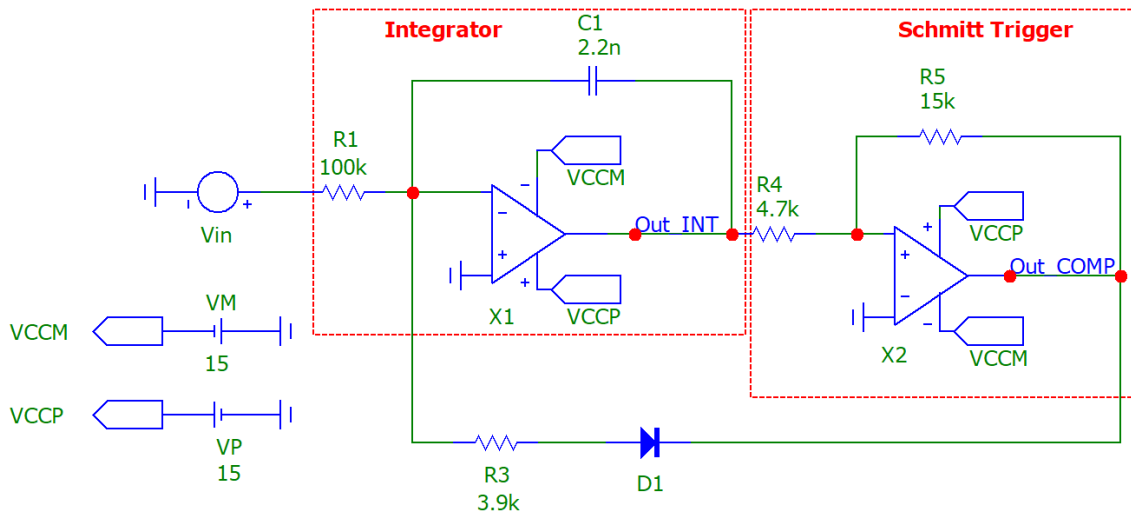 Integrator
Schmitt Trigger
C1
2.2n
R5
15k
R1
100k
VCCM
R4
4.7k
Out_INT
VCCP
Vin
Out_COMP
VCCP
X1
VM
VCCM
15
VCCM
X2
VCCP
VP
15
R3
3.9k
D1